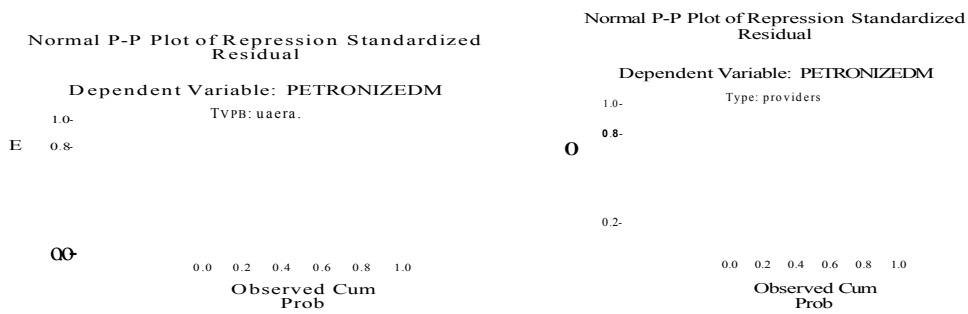 Normal P-P Plot of Repression Standardized
Residual
Dependent Variable: PETRONIZEDM
TVPB: uaera.
1.0-
E 0.8-
0.0-
0.0 0.2 0.4 0.6 0.8 1.0
Observed Cum
Prob
Normal P-P Plot of Repression Standardized
Residual
Dependent Variable: PETRONIZEDM
Type: providers
1.0-
0.8-
O
0.2-
0.0 0.2 0.4 0.6 0.8 1.0
Observed Cum
Prob